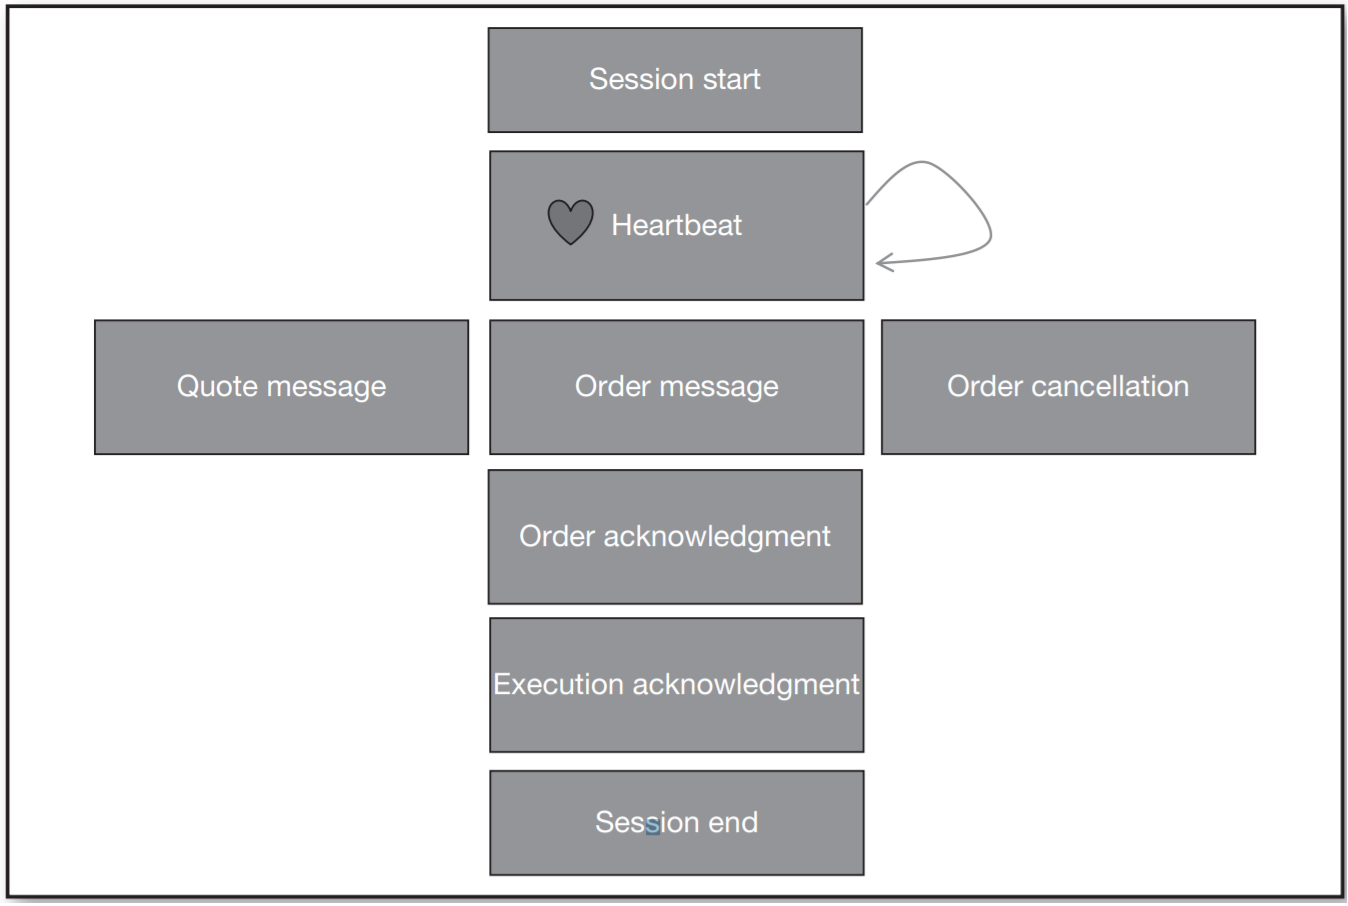 Session start
Heartbeat
Quote message
Order message
Order cancellation
Order acknowledgment
Execution acknowledgment
Session end